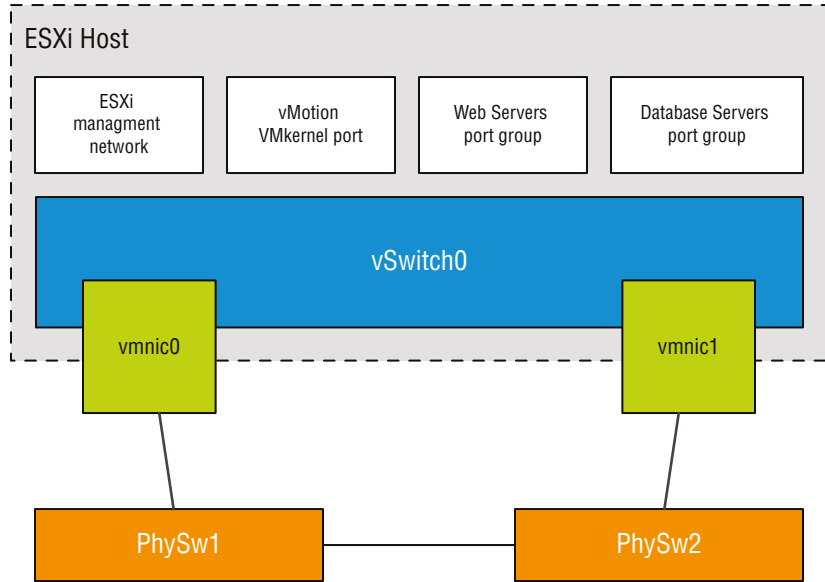 ESXi Host
ESXi
managment
network
vMotion
VMkernel port
Web Servers
port group
Database Servers
port group
vSwitch0
vmnic0
vmnic1
PhySw1
PhySw2